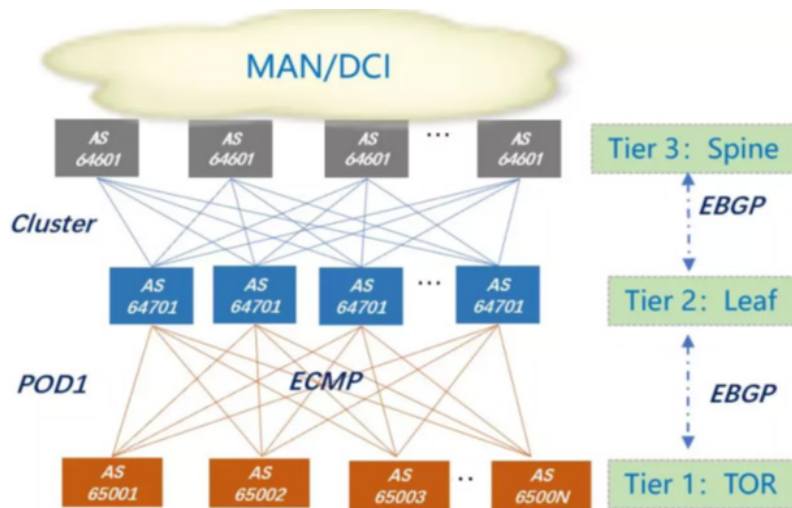 MAN/DCI
AS
64601
AS
64601
AS
64601
...
AS
64601
Tier 3：Spine
Cluster
EBGP
AS
64701
AS
64701
AS
64701
...
AS
64701
Tier 2：Leaf
POD1
ECMP
EBGP
AS
65001
AS
65002
AS
65003
..
AS
6500N
Tier 1：TOR